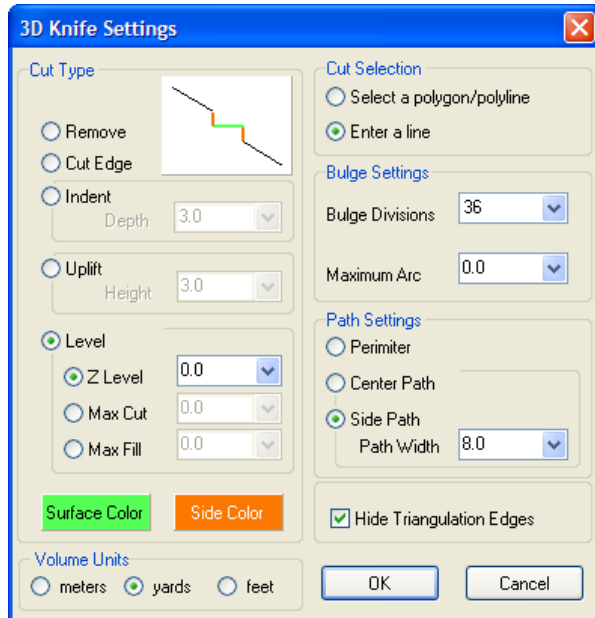 3D Knife Settings
Cut Type
Remove
Cut Edge
Indent
Depth 3.0
Uplift
Height 3.0
Level
Z Level 0.0
Max Cut 0.0
Max Fill 0.0
Surface Color Side Color
Volume Units
meters yards feet
Cut Selection
Select a polygon/polyline
Enter a line
Bulge Settings
Bulge Divisions 36
Maximum Arc 0.0
Path Settings
Perimiter
Center Path
Side Path
Path Width 8.0
Hide Triangulation Edges
OK Cancel